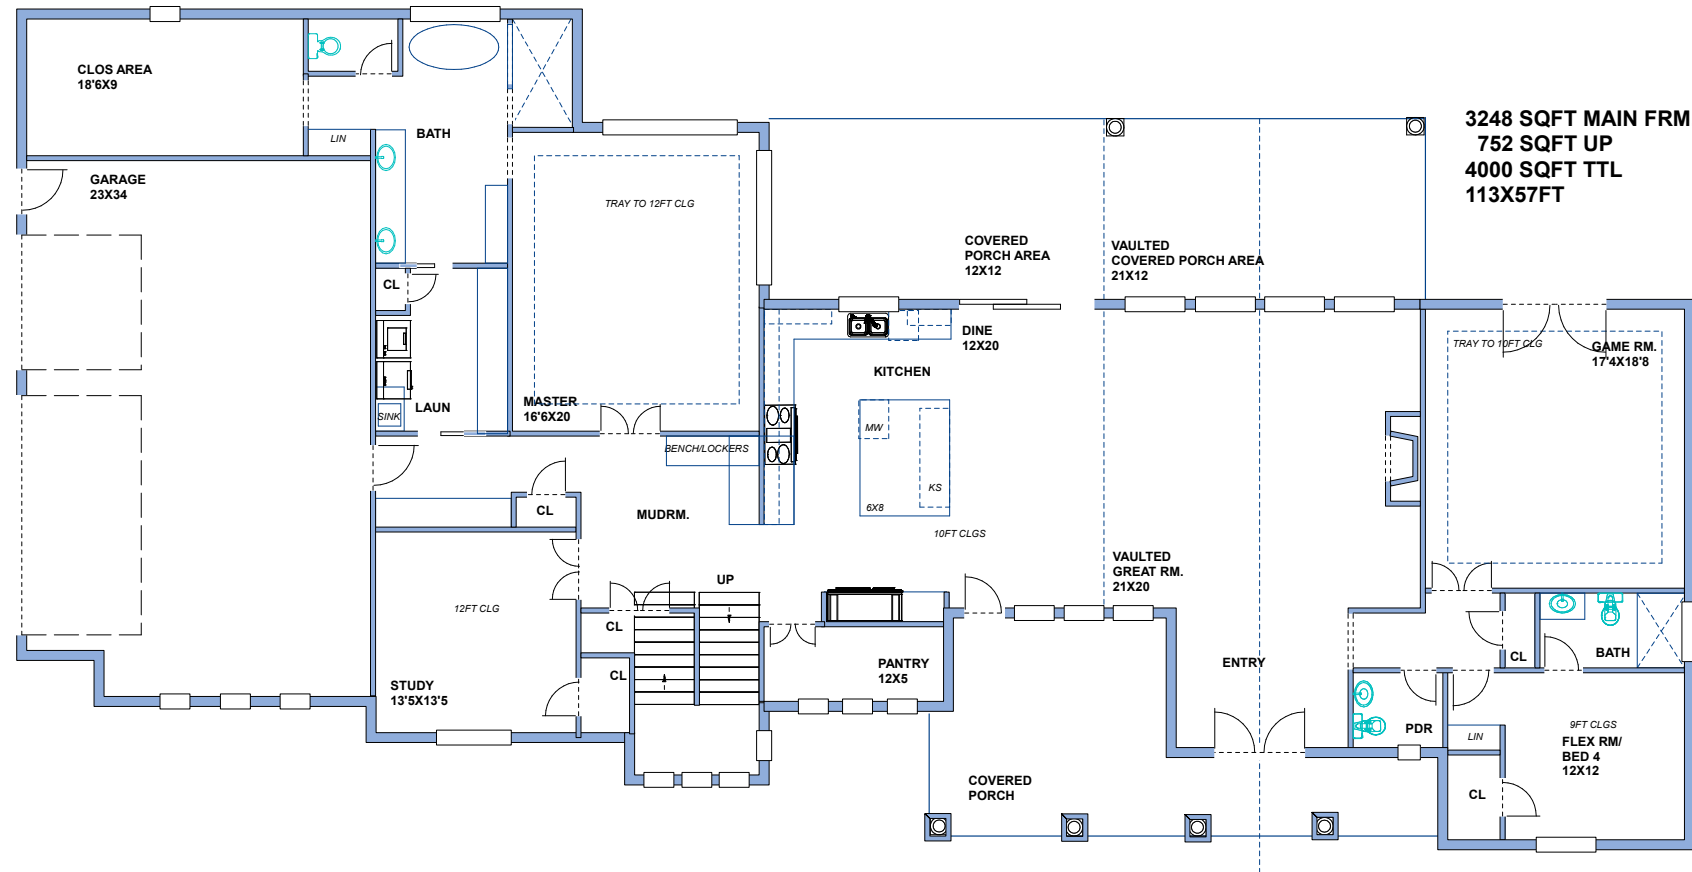 3248 SQFT MAIN FRM
752 SQFT UP
4000 SQFT TTL
113X57FT
CLOS AREA
18'6X9
LIN
BATH
GARAGE
23X34
TRAY TO 12FT CLG
COVERED
PORCH AREA
12X12
VAULTED
COVERED PORCH AREA
21X12
CL
DINE
12X20
KITCHEN
TRAY TO 10FT CLG
GAME RM.
17'4X18'8
SINK
LAUN
MASTER
16'6X20
MW
BENCH/LOCKERS
KS
6X8
CL
MUDRM.
10FT CLGS
VAULTED
GREAT RM.
21X20
UP
12FT CLG
CL
CL
STUDY
13'5X13'5
PANTRY
12X5
ENTRY
CL
BATH
PDR
LIN
9FT CLGS
FLEX RM/
BED 4
12X12
COVERED
PORCH
CL